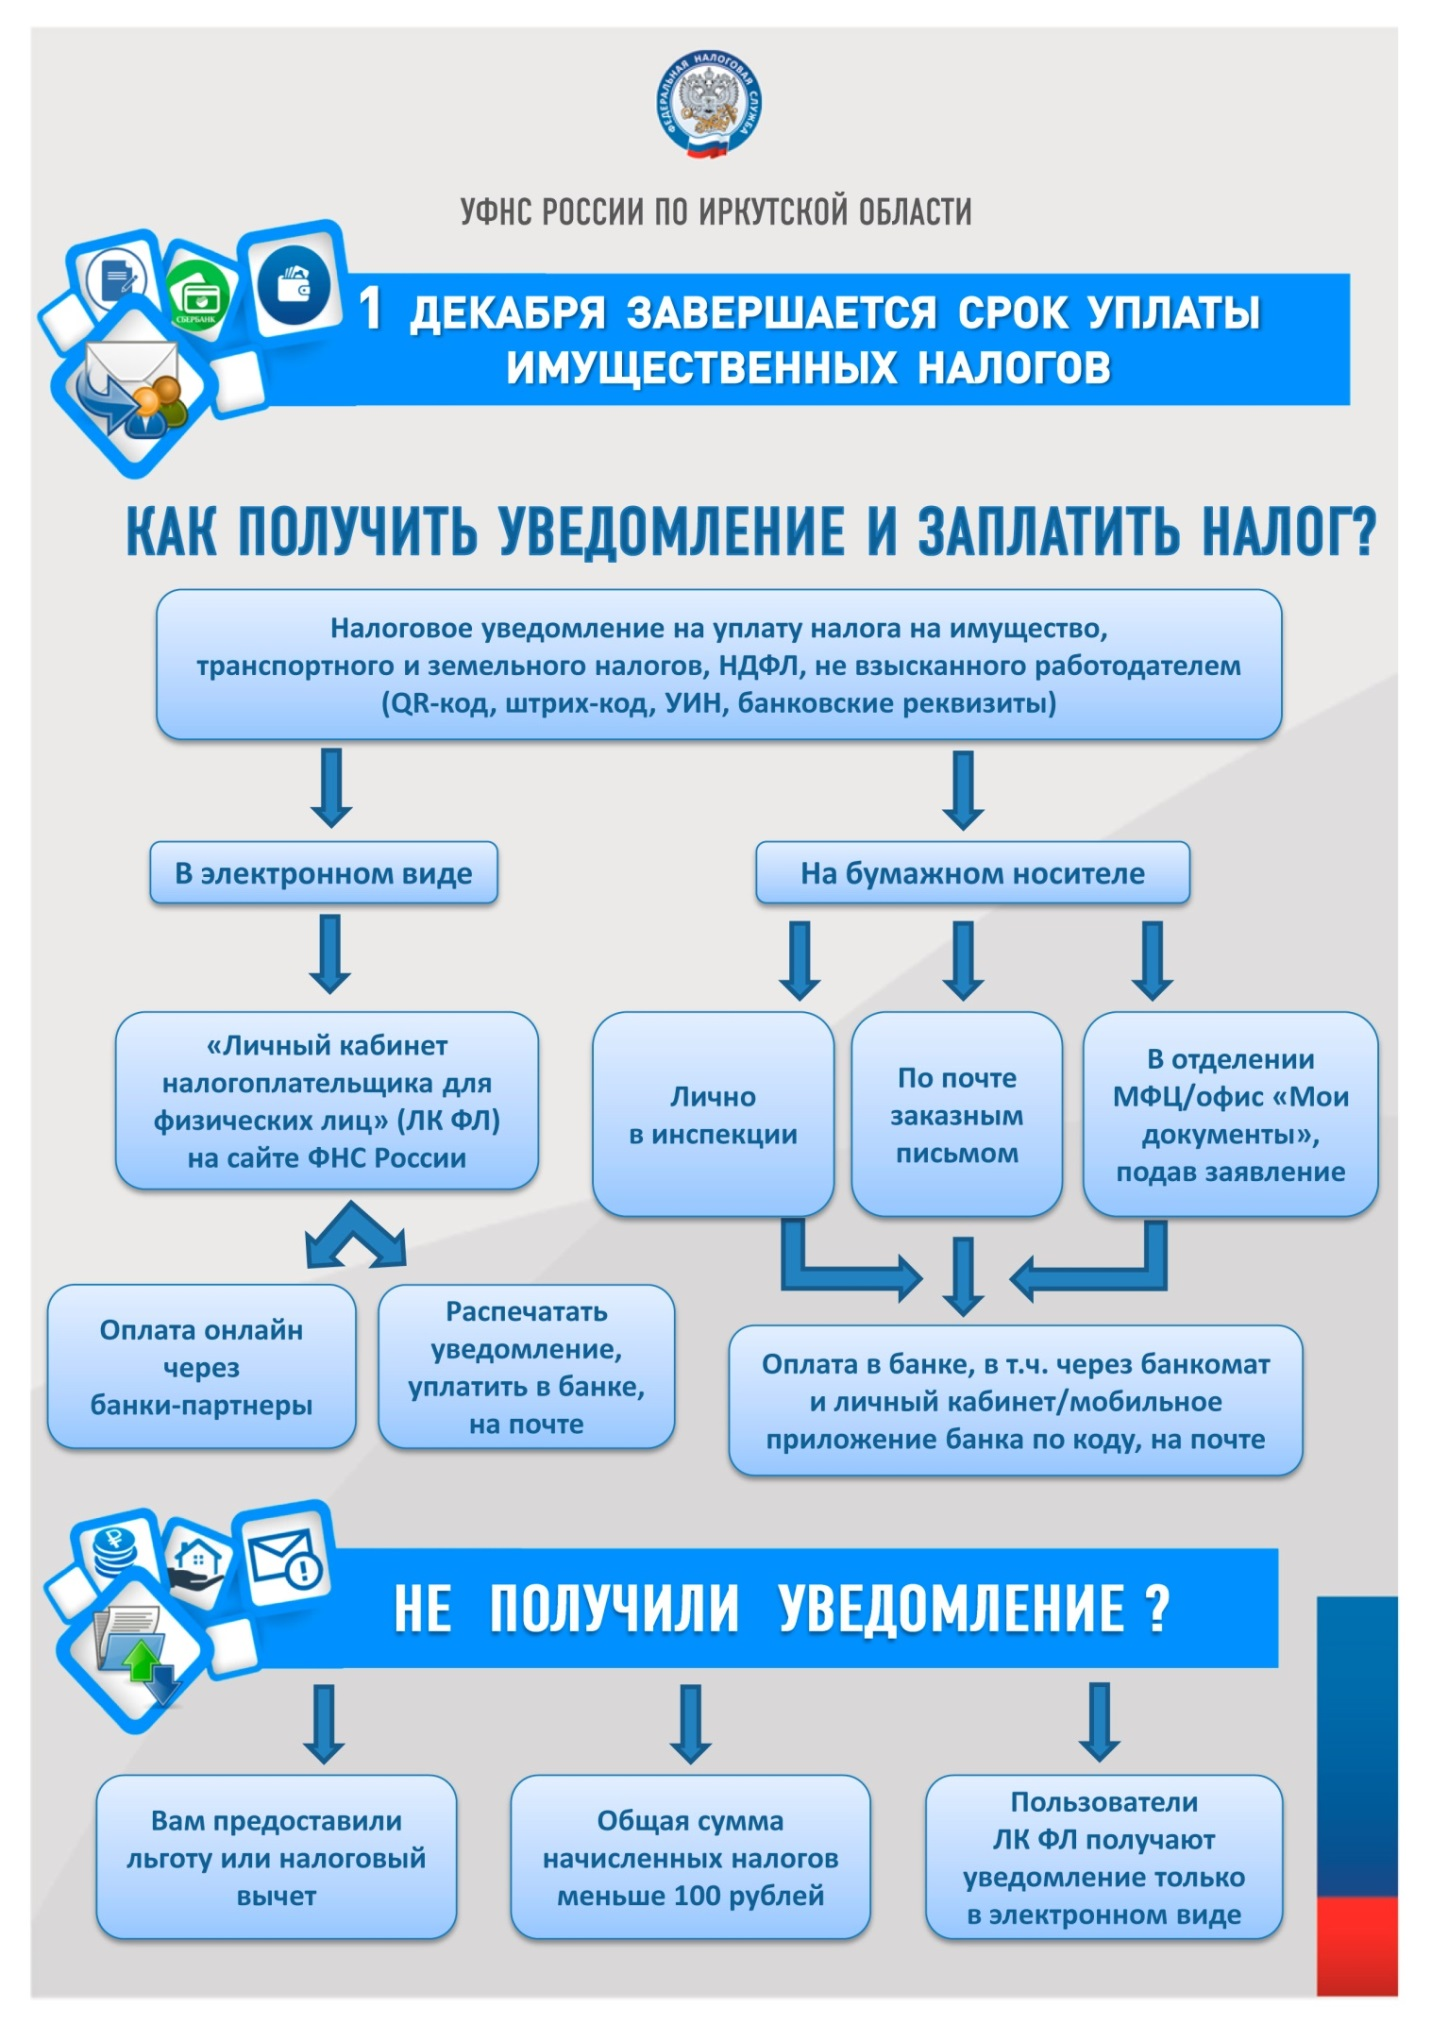 ФЕДЕРАЛЬНАЯ НАЛОГОВАЯ СЛУЖБА
УФНС РОССИИ ПО ИРКУТСКОЙ ОБЛАСТИ
СБЕРБАНК
1 ДЕКАБРЯ ЗАВЕРШАЕТСЯ СРОК УПЛАТЫ
ИМУЩЕСТВЕННЫХ НАЛОГОВ
КАК ПОЛУЧИТЬ УВЕДОМЛЕНИЕ И ЗАПЛАТИТЬ НАЛОГ?
Налоговое уведомление на уплату налога на имущество,
транспортного и земельного налогов, НДФЛ, не взысканного работодателем
(QR-код, штрих-код, УИН, банковские реквизиты)
В электронном виде
На бумажном носителе
«Личный кабинет
налогоплательщика для
физических лиц» (ЛК ФЛ)
на сайте ФНС России
Лично
в инспекции
По почте
заказным
письмом
В отделении
МФЦ/офис «Мои
документы»,
подав заявление
Оплата онлайн
через
банки-партнеры
Распечатать
уведомление,
уплатить в банке,
на почте
Оплата в банке, в т.ч. через банкомат
и личный кабинет/мобильное
приложение банка по коду, на почте
НЕ ПОЛУЧИЛИ УВЕДОМЛЕНИЕ ?
Вам предоставили
льготу или налоговый
вычет
Общая сумма
начисленных налогов
меньше 100 рублей
Пользователи
ЛК ФЛ получают
уведомление только
в электронном виде